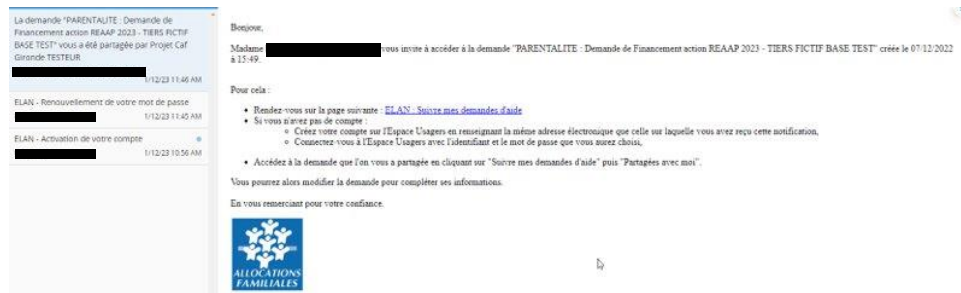 La demande "PARENTALITE : Demande de
Financement action REAAP 2023 - TIERS FICTIF
BASE TEST" vous a été partagée par Projet Caf
Gironde TESTEUR
1/12/23 11:46 AM
ELAN - Renouvellement de votre mot de passe
1/12/23 11:45 AM
ELAN - Activation de votre compte
1/12/23 10:56 AM
Bonjour,
Madame vous invite à accéder à la demande "PARENTALITE : Demande de Financement action REAAP 2023 - TIERS FICTIF BASE TEST" créée le 07/12/2022
à 15:49.
Pour cela :
• Rendez-vous sur la page suivante : ELAN : Suivre mes demandes d'aide
• Si vous n'avez pas de compte :
○ Créez votre compte sur l'Espace Usagers en renseignant la même adresse électronique que celle sur laquelle vous avez reçu cette notification,
○ Connectez-vous à l'Espace Usagers avec l'identifiant et le mot de passe que vous aurez choisi,
• Accédez à la demande que l'on vous a partagée en cliquant sur "Suivre mes demandes d'aide" puis "Partagées avec moi".
Vous pourrez alors modifier la demande pour compléter ses informations.
En vous remerciant pour votre confiance.
ALLOCATIONS
FAMILIALES